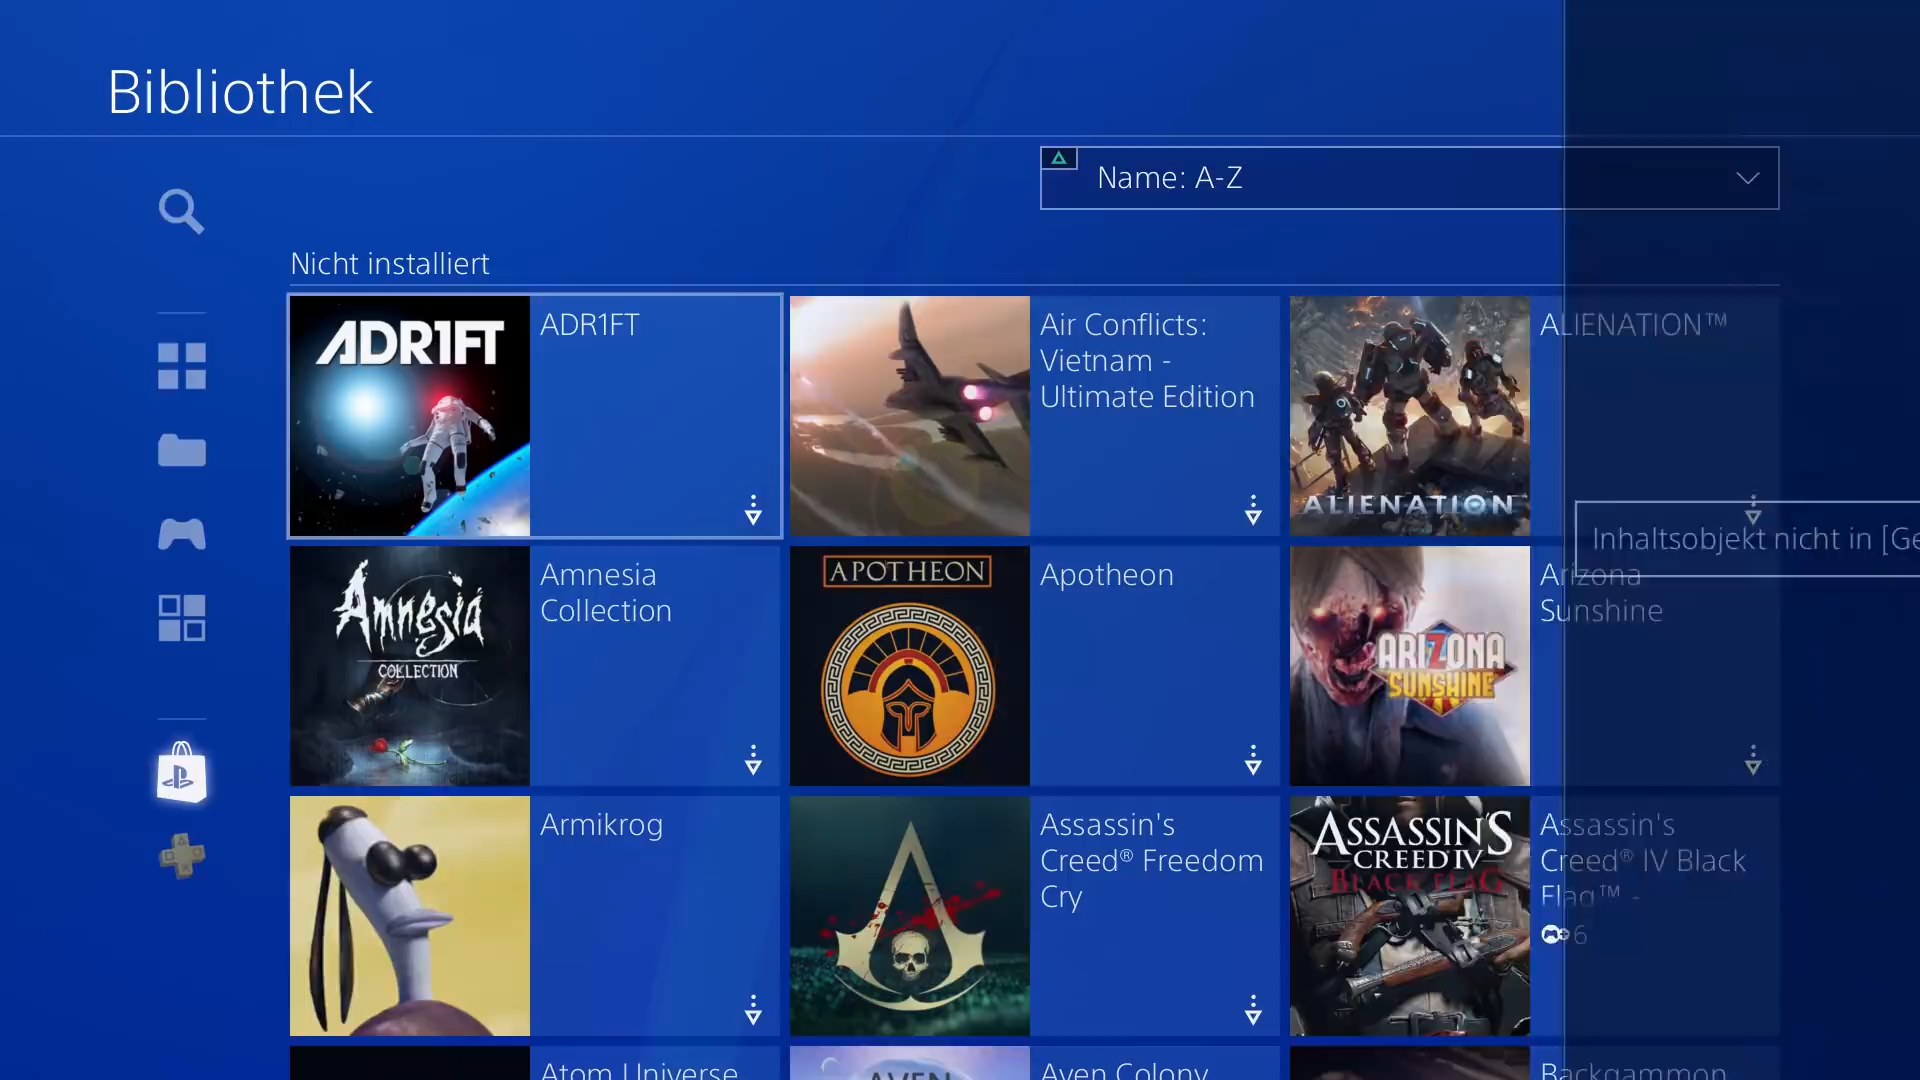 Bibliothek
Name: A-Z
Nicht installiert
ADR1FT
ADR1FT
Air Conflicts:
Vietnam -
Ultimate Edition
ALIENATION
ALIENATION™
Inhaltsobjekt nicht in [Ge
Amnesia
COLLECTION
Amnesia
Collection
APOTHEON
Apotheon
ARIZONA
SUNSHINE
Arizona
Sunshine
Armikrog
Assassin's
Creed® Freedom
Cry
ASSASSIN'S
CREED IV
BLACK FLAG
Assassin's
Creed® IV Black
Flag™ -
6
Atom Universe
AVEN
Aven Colony
Backgammon